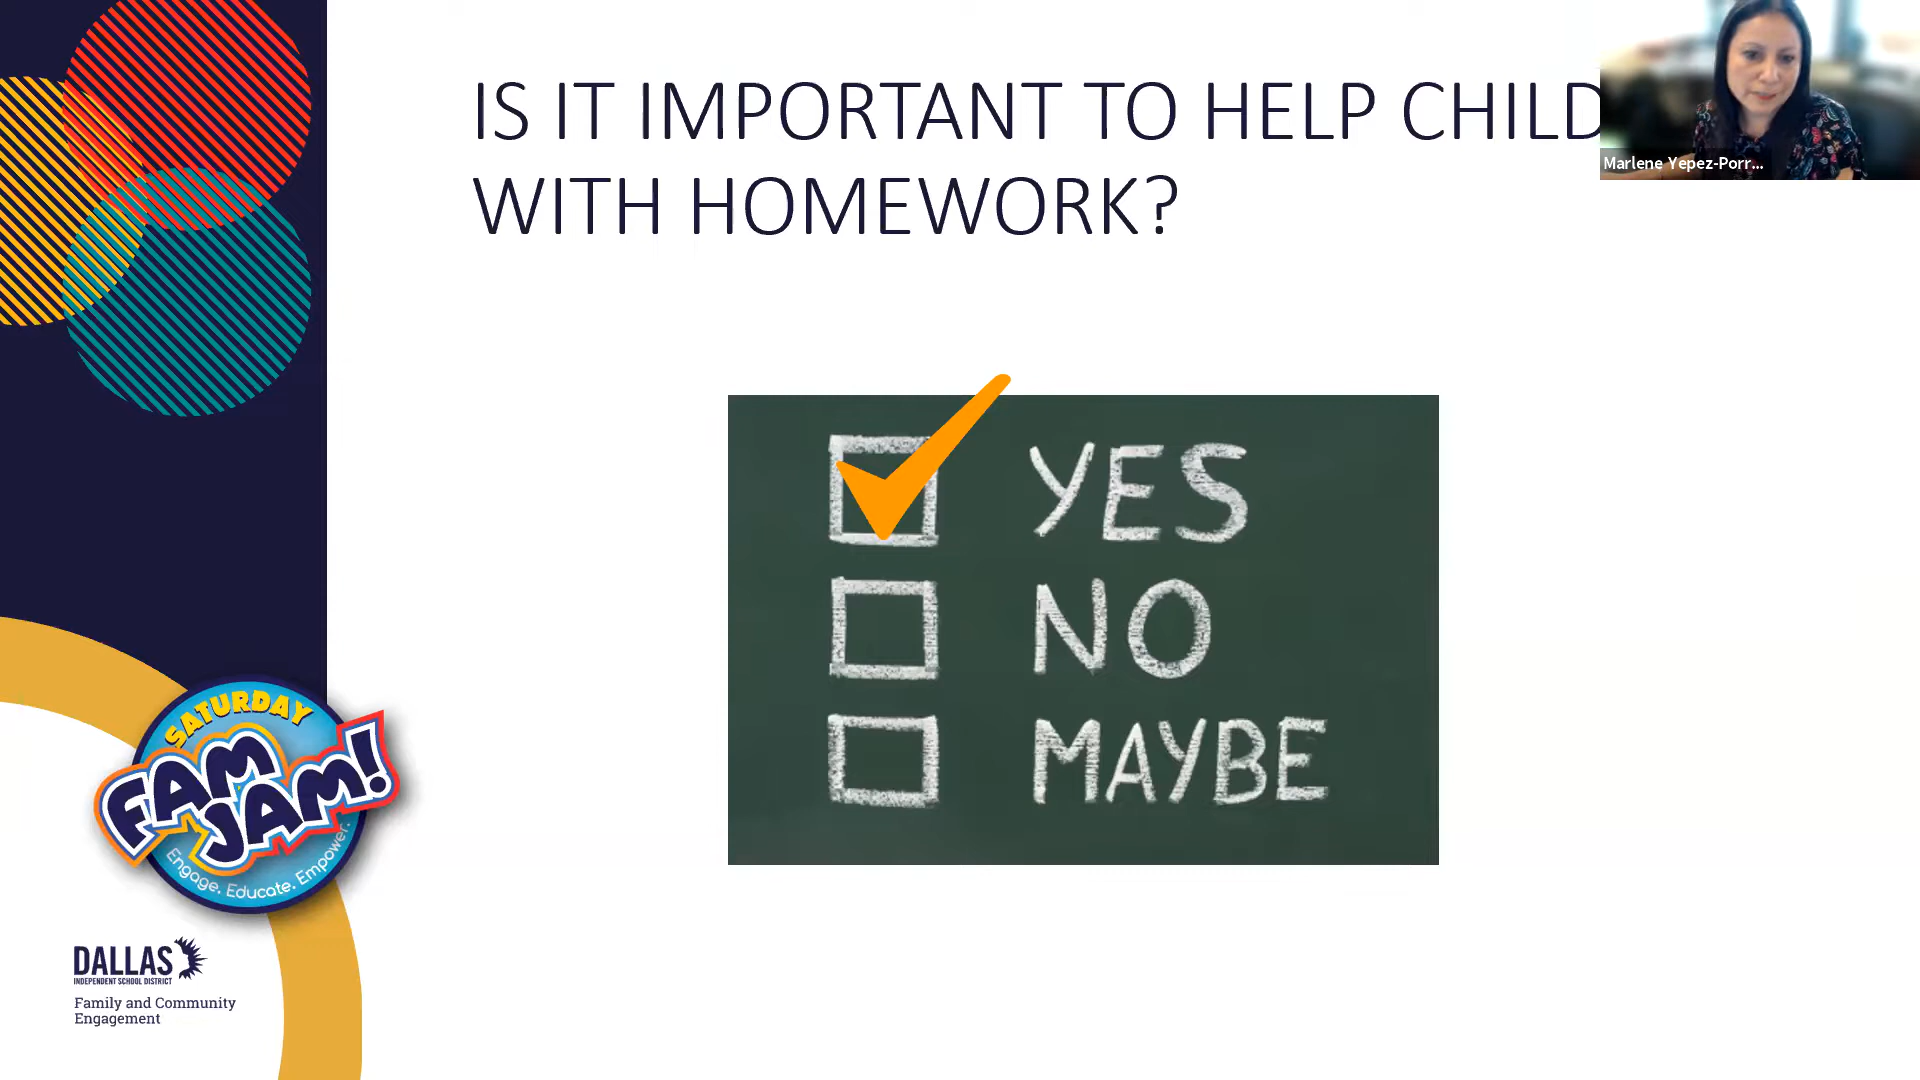 IS IT IMPORTANT TO HELP CHILD
WITH HOMEWORK?
Marlene Yepez-Porr...
YES
NO
MAYBE
SATURDAY
FAM
JAM!
Engage. Educate. Empower.
DALLAS
INDEPENDENT SCHOOL DISTRICT
Family and Community
Engagement